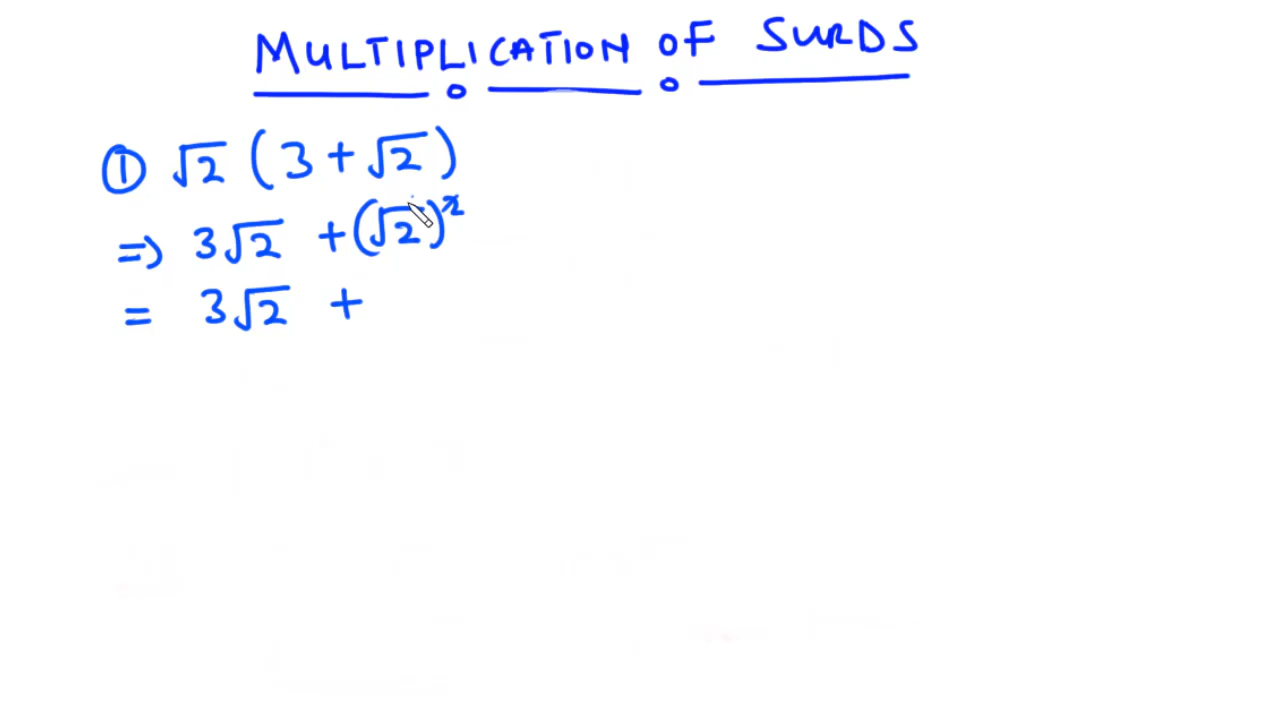 MULTIPLICATION OF SURDS
① √2 (3 + √2)
=> 3√2 + (√2)²
= 3√2 +